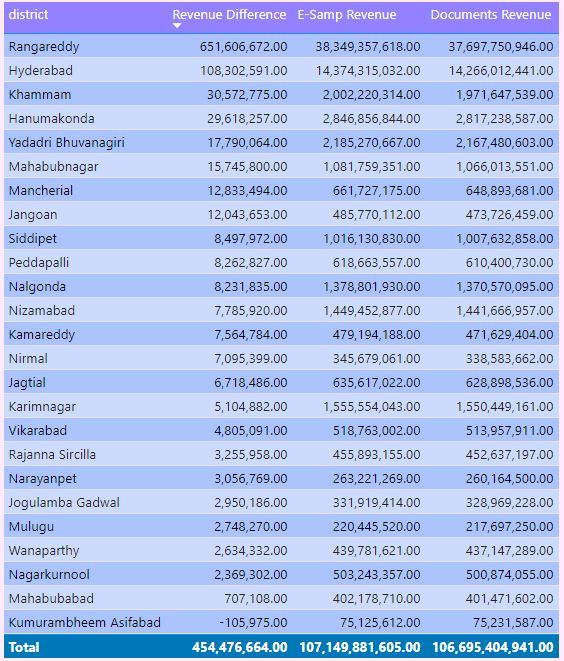 district Revenue Difference E-Samp Revenue Documents Revenue
Rangareddy 651,606,672.00 38,349,357,618.00 37,697,750,946.00
Hyderabad 108,302,591.00 14,374,315,032.00 14,266,012,441.00
Khammam 30,572,775.00 2,002,220,314.00 1,971,647,539.00
Hanumakonda 29,618,257.00 2,846,856,844.00 2,817,238,587.00
Yadadri Bhuvanagiri 17,790,064.00 2,185,270,667.00 2,167,480,603.00
Mahabubnagar 15,745,800.00 1,081,759,351.00 1,066,013,551.00
Mancherial 12,833,494.00 661,727,175.00 648,893,681.00
Jangoan 12,043,653.00 485,770,112.00 473,726,459.00
Siddipet 8,497,972.00 1,016,130,830.00 1,007,632,858.00
Peddapalli 8,262,827.00 618,663,557.00 610,400,730.00
Nalgonda 8,231,835.00 1,378,801,930.00 1,370,570,095.00
Nizamabad 7,785,920.00 1,449,452,877.00 1,441,666,957.00
Kamareddy 7,564,784.00 479,194,188.00 471,629,404.00
Nirmal 7,095,399.00 345,679,061.00 338,583,662.00
Jagtial 6,718,486.00 635,617,022.00 628,898,536.00
Karimnagar 5,104,882.00 1,555,554,043.00 1,550,449,161.00
Vikarabad 4,805,091.00 518,763,002.00 513,957,911.00
Rajanna Sircilla 3,255,958.00 455,893,155.00 452,637,197.00
Narayanpet 3,056,769.00 263,221,269.00 260,164,500.00
Jogulamba Gadwal 2,950,186.00 331,919,414.00 328,969,228.00
Mulugu 2,748,270.00 220,445,520.00 217,697,250.00
Wanaparthy 2,634,332.00 439,781,621.00 437,147,289.00
Nagarkurnool 2,369,302.00 503,243,357.00 500,874,055.00
Mahabubabad 707,108.00 402,178,710.00 401,471,602.00
Kumurambheem Asifabad -105,975.00 75,125,612.00 75,231,587.00
Total 454,476,664.00 107,149,881,605.00 106,695,404,941.00